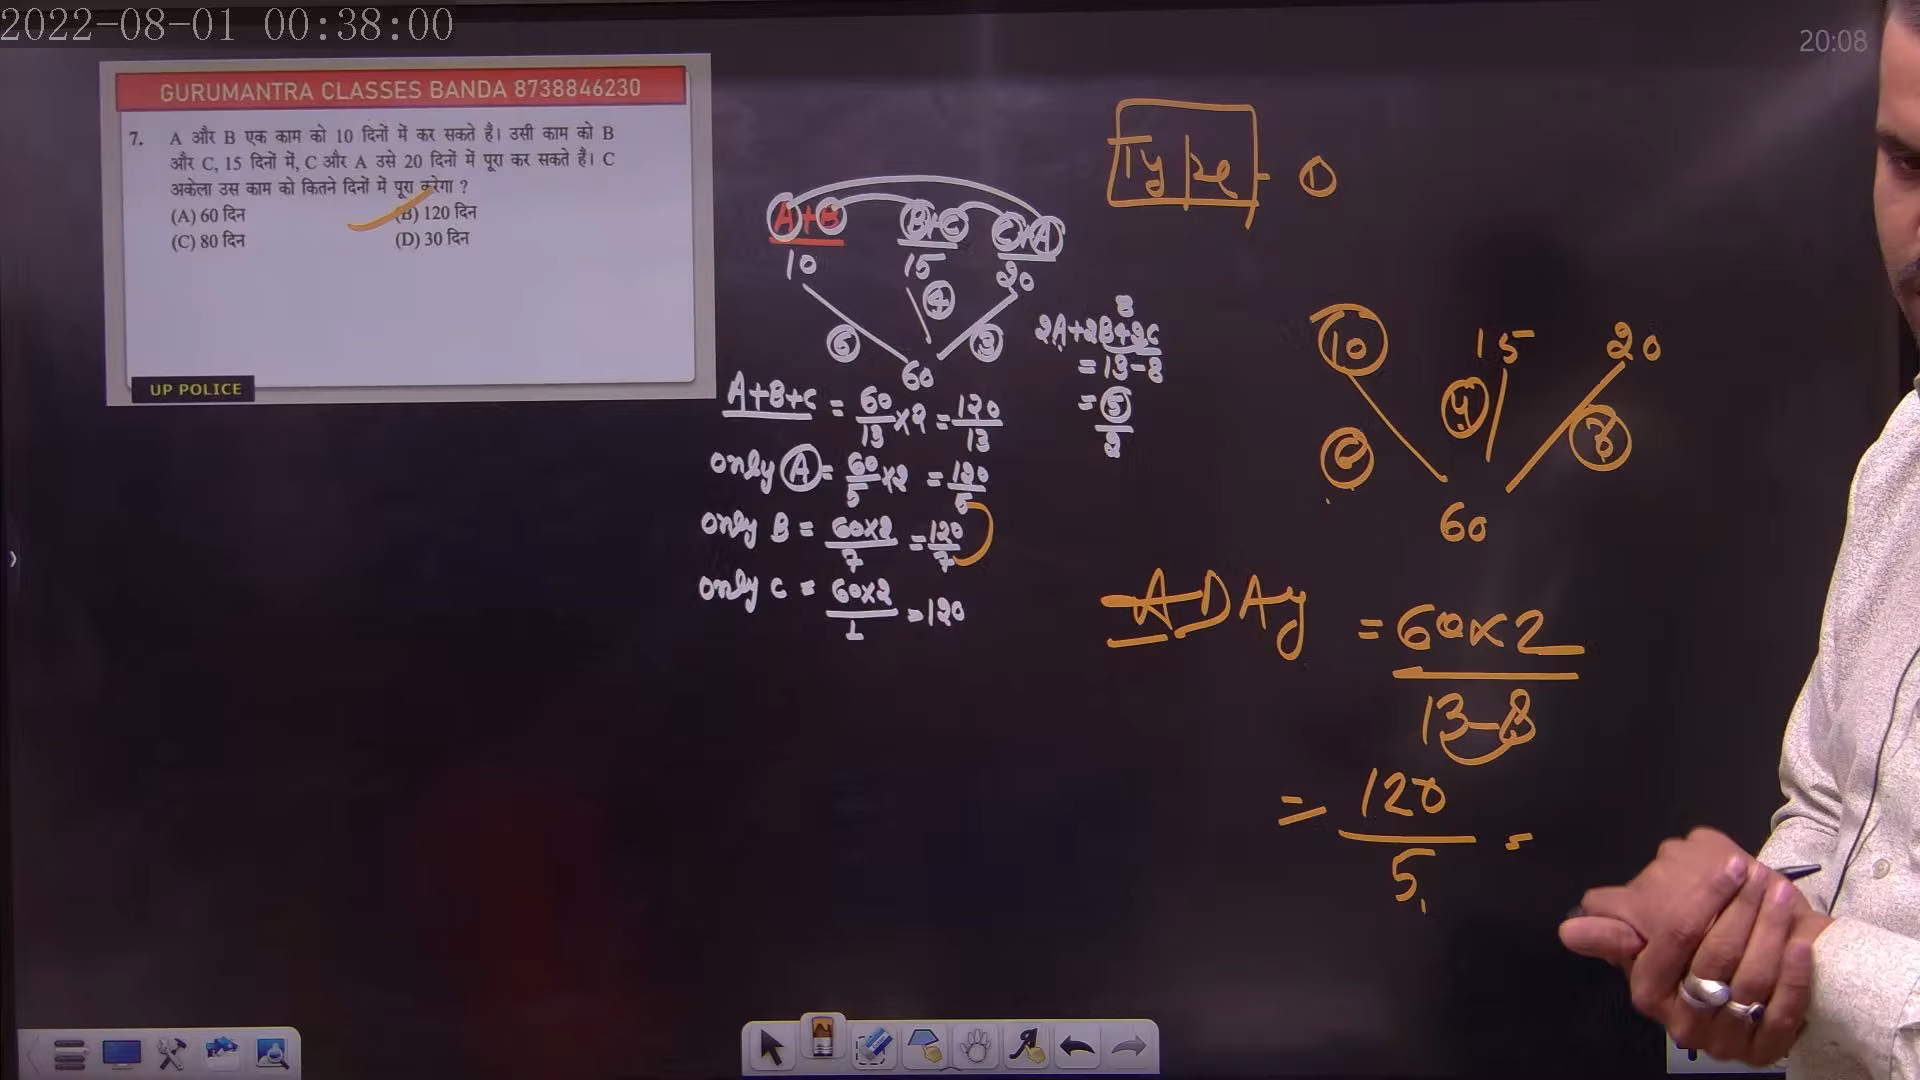 2022-08-01 00:38:00
20:08
GURUMANTRA CLASSES BANDA 8738846230
7. A और B एक काम को 10 दिनों में कर सकते है। उसी काम को B
और C, 15 दिनों में, C और A उसे 20 दिनों में पूरा कर सकते है। C
अकेला उस काम को कितने दिनों में पूरा करेगा ?
(A) 60 दिन (B) 120 दिन
(C) 80 दिन (D) 30 दिन
UP POLICE
A+B B+C C+A
10 15 20
6 4 3
60
2A+2B+2C
8
= 13-8
= 5
2
A+B+C = 60/13 ×2 = 120/13
only A = 60/5 ×2 = 120/5
only B = 60×2/7 = 120/7
only C = 60×2/1 = 120
Type - 1
10 15 20
6 4 3
60
A DAy = 60×2
13-8
= 120 =
5